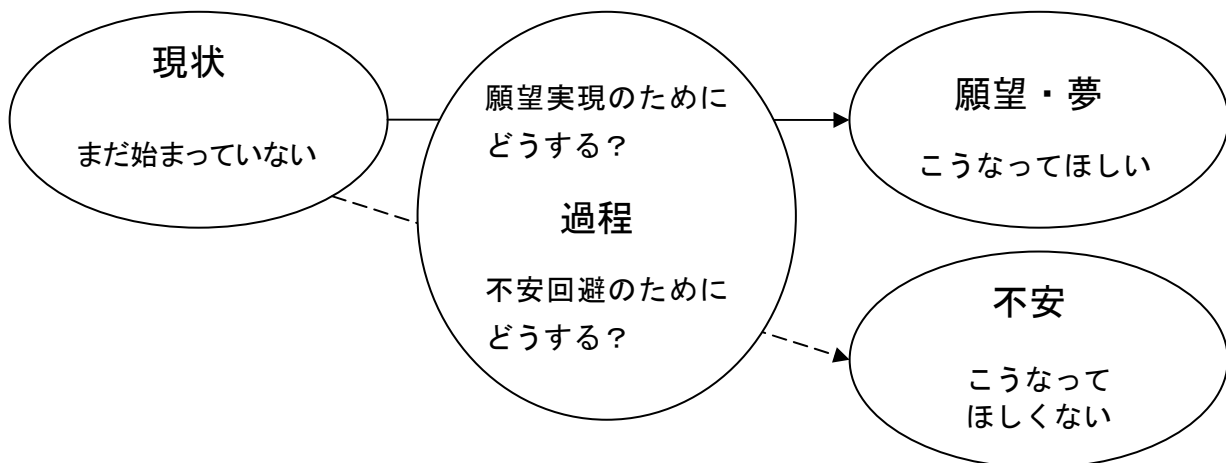 現状
まだ始まっていない
願望実現のために
どうする？
過程
不安回避のために
どうする？
願望・夢
こうなってほしい
不安
こうなって
ほしくない